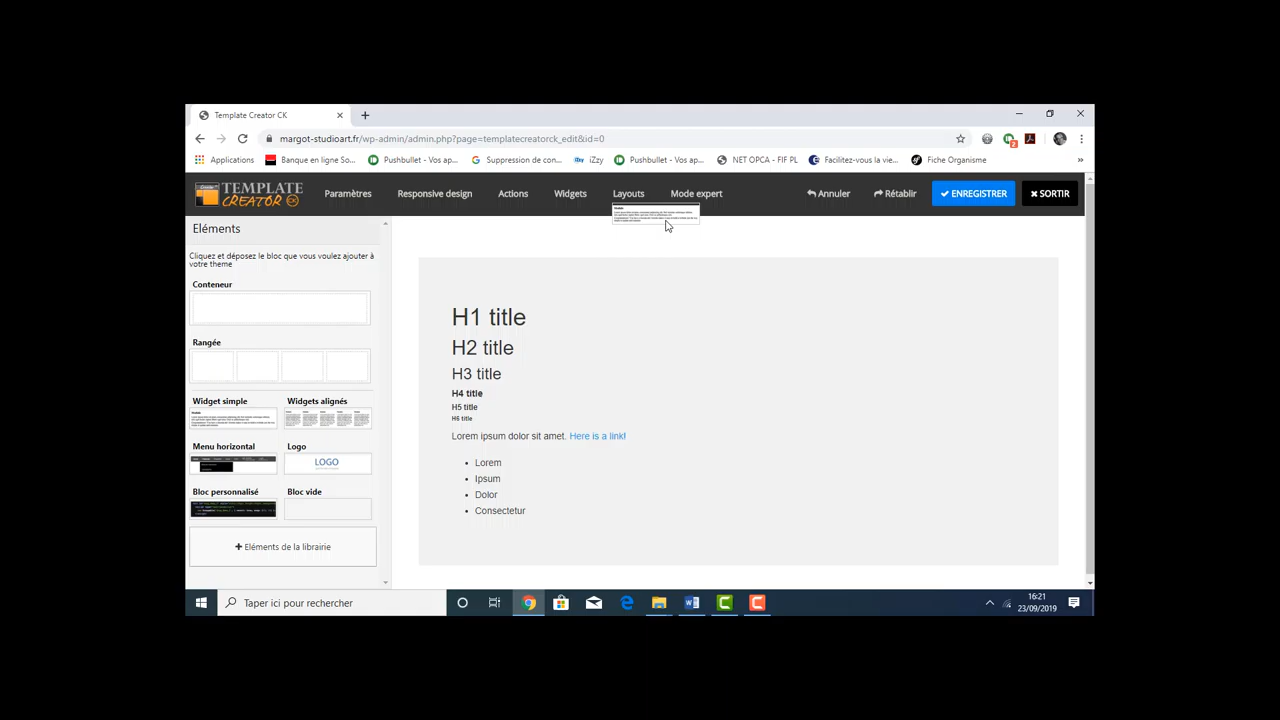 Template Creator CK
margot-studioart.fr/wp-admin/admin.php?page=templatecreatorck_edit&id=0
2
Applications Banque en ligne So... Pushbullet - Vos ap... Suppression de con... iZzy Pushbullet - Vos ap... NET OPCA - FIF PL Facilitez-vous la vie... Fiche Organisme »
TEMPLATE CREATOR CK
Paramètres Responsive design Actions Widgets Layouts Mode expert Annuler Rétablir ENREGISTRER SORTIR
Eléments
Cliquez et déposez le bloc que vous voulez ajouter à
votre theme
Conteneur
Rangée
Widget simple Widgets alignés
Menu horizontal Logo
LOGO
Bloc personnalisé Bloc vide
Eléments de la librairie
H1 title
H2 title
H3 title
H4 title
H5 title
H6 title
Lorem ipsum dolor sit amet. Here is a link!
Lorem
Ipsum
Dolor
Consectetur
Taper ici pour rechercher
16:21
23/09/2019